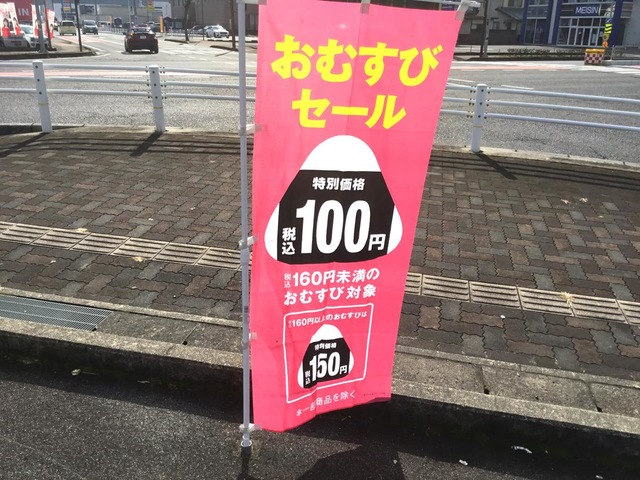 おむすび
セール
特別価格
税込100円
税込160円未満の
おむすび対象
税込160円以上のおむすびは
特別価格
税込150円
※一部商品を除く
MEISIN